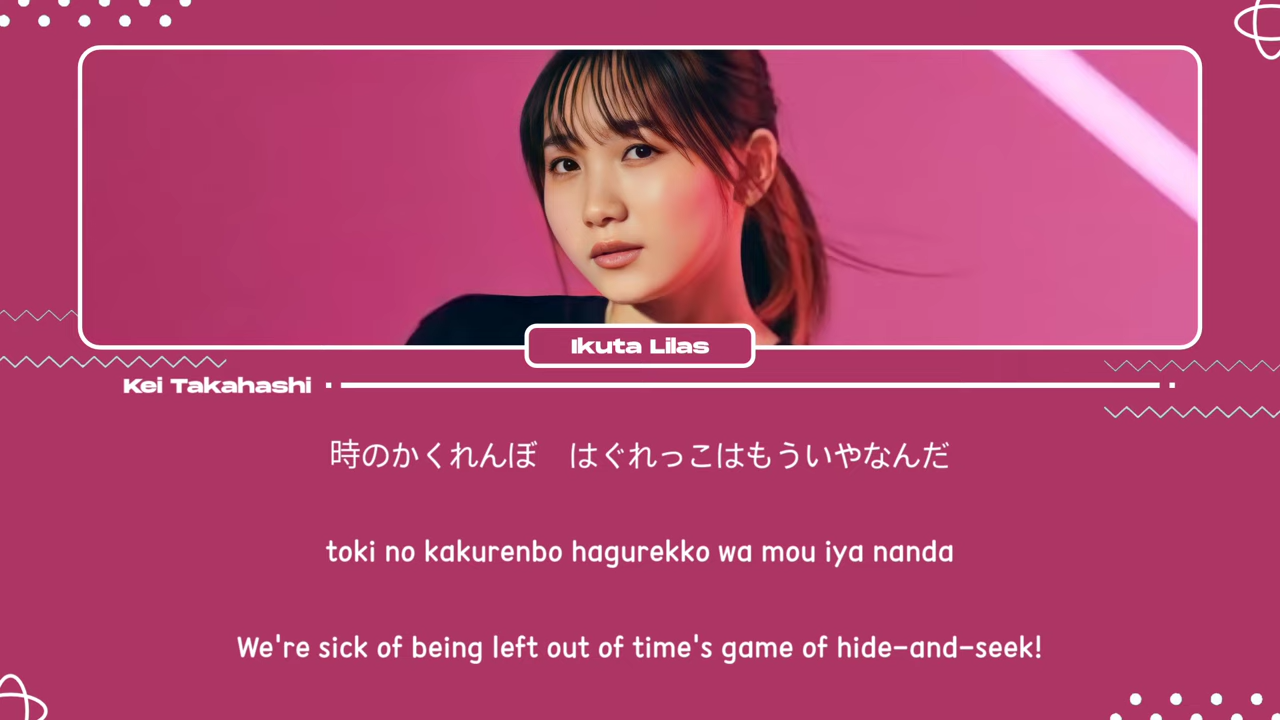 Ikuta Lilas
Kei Takahashi
時のかくれんぼ　はぐれっこはもういやなんだ
toki no kakurenbo hagurekko wa mou iya nanda
We're sick of being left out of time's game of hide-and-seek!